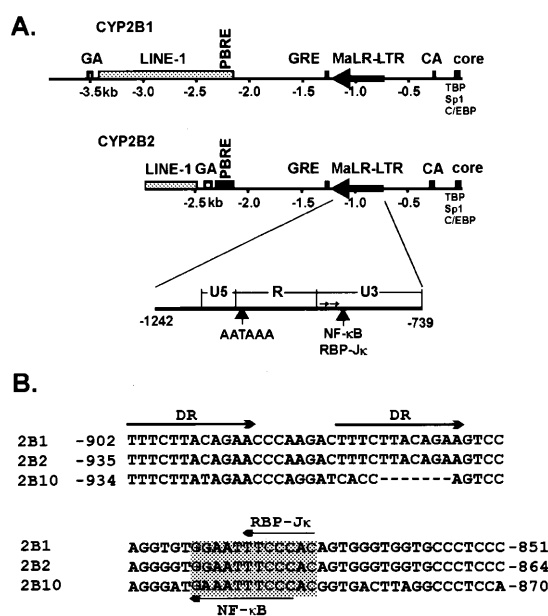 A.
CYP2B1
GA LINE-1 PBRE GRE MaLR-LTR CA core
-3.5kb -3.0 -2.5 -2.0 -1.5 -1.0 -0.5 TBP
Sp1
C/EBP
CYP2B2
LINE-1 GA PBRE GRE MaLR-LTR CA core
-2.5kb -2.0 -1.5 -1.0 -0.5 TBP
Sp1
C/EBP
U5 R U3
-1242 AATAAA NF-κB -739
RBP-Jκ
B.
DR DR
2B1 -902 TTTCTTACAGAACCCAAGACTTTCTTACAGAAGTCC
2B2 -935 TTTCTTACAGAACCCAAGACTTTCTTACAGAAGTCC
2B10 -934 TTTCTTATAGAACCCAGGATCACC-------AGTCC
RBP-Jκ
2B1 AGGTGTGGAATTTCCCACAGTGGGTGGTGCCCTCCC -851
2B2 AGGGGTGGAATTTCCCACAGTGGGTGGTGCCCTCCC -864
2B10 AGGGATGAAATTTCCCACGGTGACTTAGGCCCTCCA -870
NF-κB